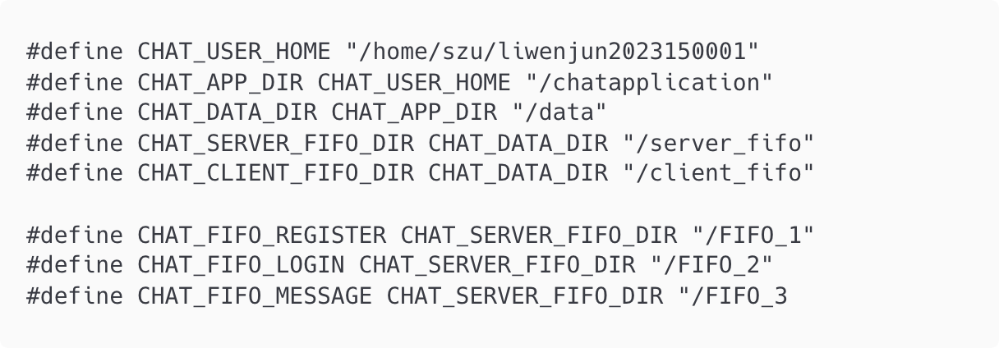 #define CHAT_USER_HOME "/home/szu/liwenjun2023150001"
#define CHAT_APP_DIR CHAT_USER_HOME "/chatapplication"
#define CHAT_DATA_DIR CHAT_APP_DIR "/data"
#define CHAT_SERVER_FIFO_DIR CHAT_DATA_DIR "/server_fifo"
#define CHAT_CLIENT_FIFO_DIR CHAT_DATA_DIR "/client_fifo"

#define CHAT_FIFO_REGISTER CHAT_SERVER_FIFO_DIR "/FIFO_1"
#define CHAT_FIFO_LOGIN CHAT_SERVER_FIFO_DIR "/FIFO_2"
#define CHAT_FIFO_MESSAGE CHAT_SERVER_FIFO_DIR "/FIFO_3